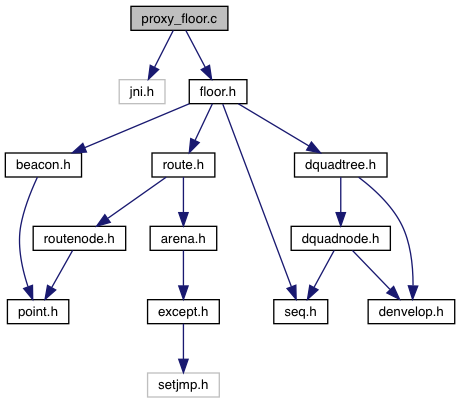 proxy_floor.c
jni.h
floor.h
beacon.h
route.h
dquadtree.h
routenode.h
arena.h
dquadnode.h
point.h
except.h
seq.h
denvelop.h
setjmp.h